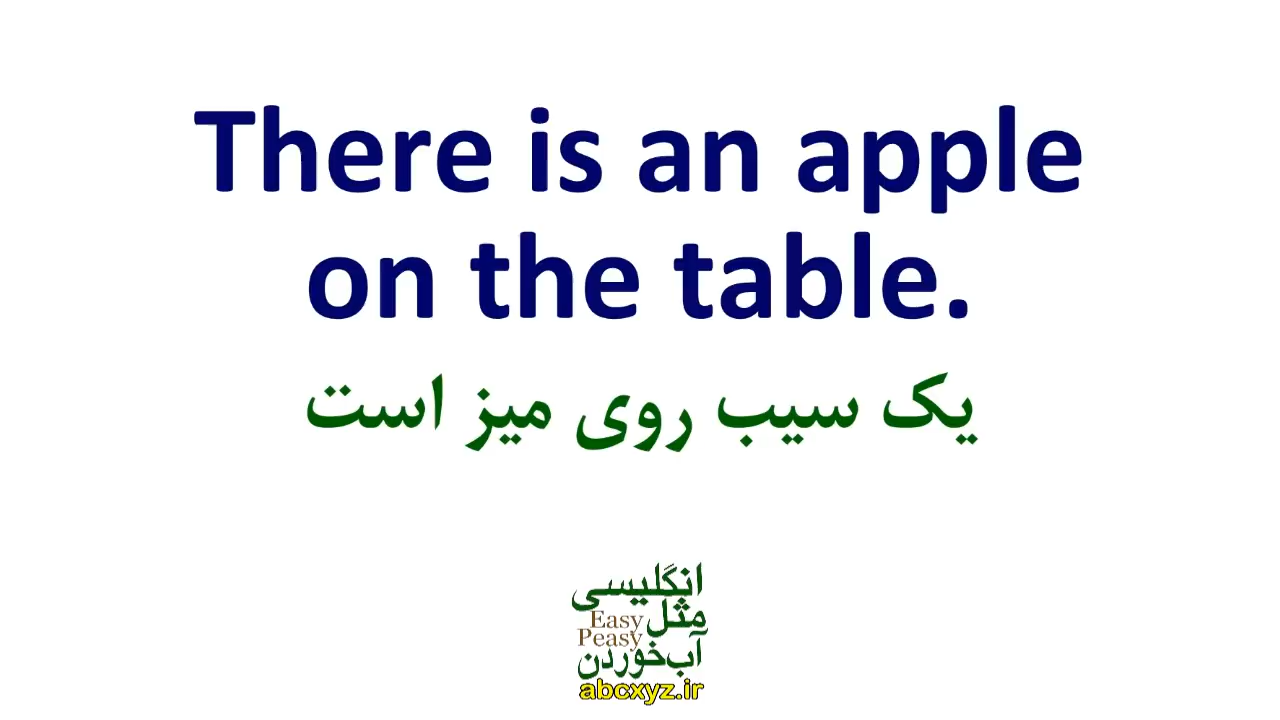 There is an apple
on the table.
یک سیب روی میز است
انگلیسی
مثل Easy
Peasy
آب‌خوردن
abcxyz.ir